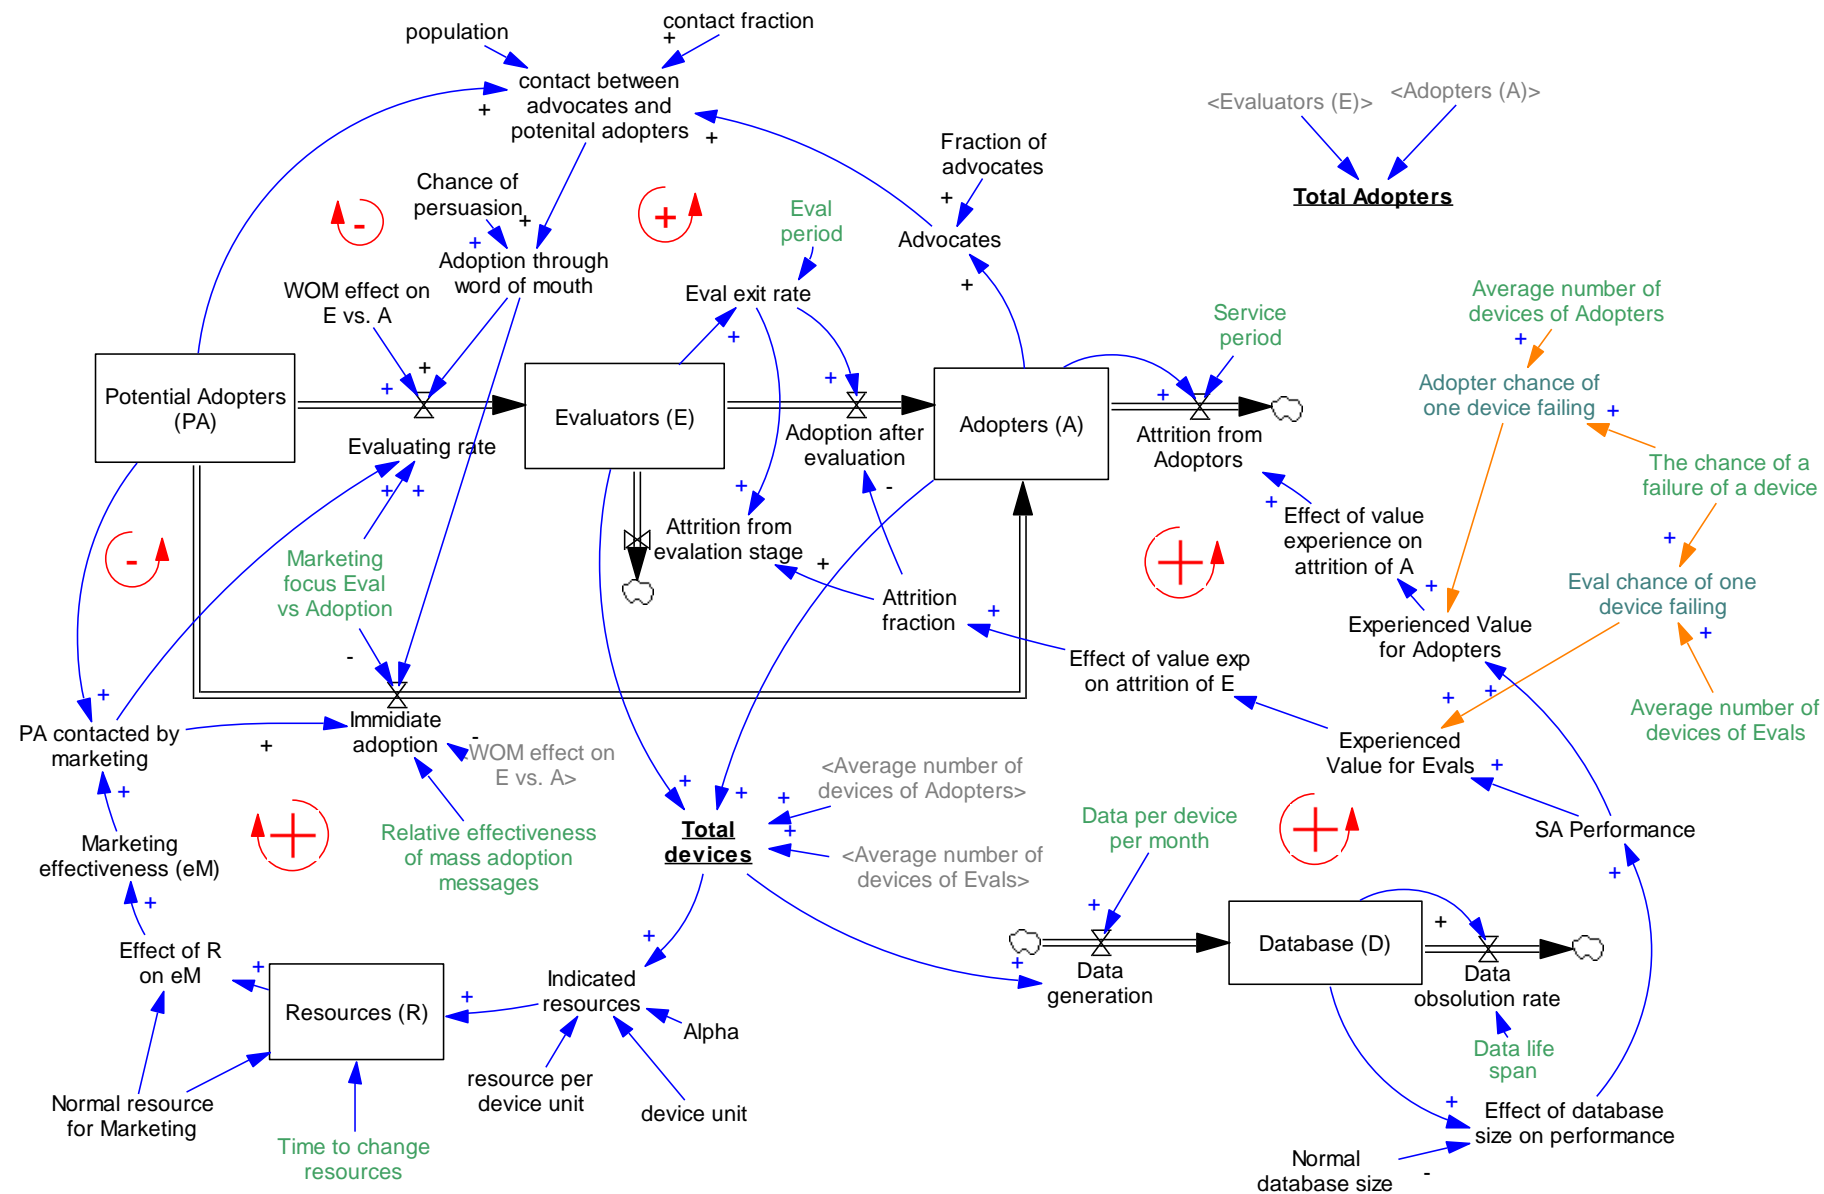 population
contact fraction
+
contact between
advocates and
potenital adopters
+
+
<Evaluators (E)>
<Adopters (A)>
Total Adopters
Fraction of
advocates
+
Advocates
+
Chance of
persuasion
+
+
Adoption through
word of mouth
-
+
Eval
period
Eval exit rate
+
WOM effect on
E vs. A
+
+
Potential Adopters
(PA)
Evaluating rate
+
+
Evaluators (E)
+
Adoption after
evaluation
-
Adopters (A)
Service
period
+
Attrition from
Adoptors
+
Average number of
devices of Adopters
+
Adopter chance of
one device failing
+
The chance of a
failure of a device
+
Eval chance of one
device failing
+
Average number of
devices of Evals
Effect of value
experience on
attrition of A
+
Experienced Value
for Adopters
+
+
+
Attrition from
evalation stage
+
+
Attrition
fraction
+
Effect of value exp
on attrition of E
Experienced
Value for Evals
+
SA Performance
+
-
Marketing
focus Eval
vs Adoption
-
+
PA contacted by
marketing
+
Immidiate
adoption
-
<WOM effect on
E vs. A>
+
Marketing
effectiveness (eM)
+
+
Relative effectiveness
of mass adoption
messages
+
+
Total
devices
+
+
<Average number of
devices of Adopters>
<Average number of
devices of Evals>
Data per device
per month
+
+
Effect of R
on eM
+
Resources (R)
+
Indicated
resources
+
Alpha
resource per
device unit
device unit
Normal resource
for Marketing
Time to change
resources
+
Data
generation
Database (D)
+
Data
obsolution rate
Data life
span
+
Effect of database
size on performance
Normal
database size
-